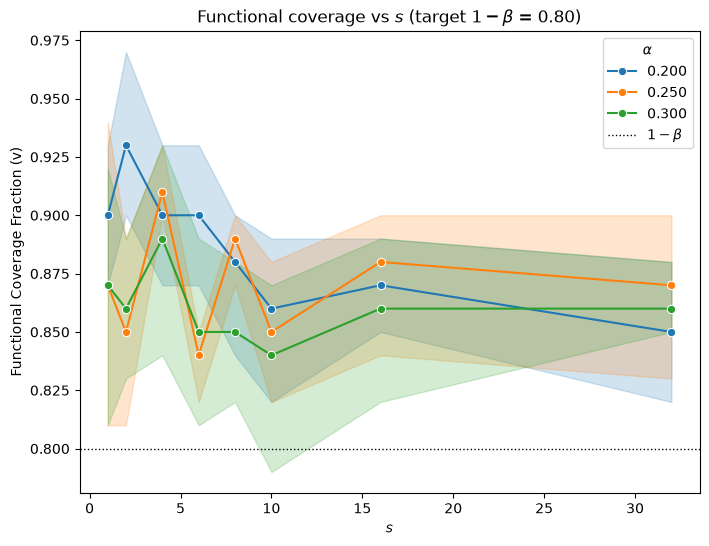 Functional coverage vs s (target 1 − β = 0.80)
α
0.200
0.250
0.300
1 − β
Functional Coverage Fraction (v)
0.975
0.950
0.925
0.900
0.875
0.850
0.825
0.800
0 5 10 15 20 25 30
s